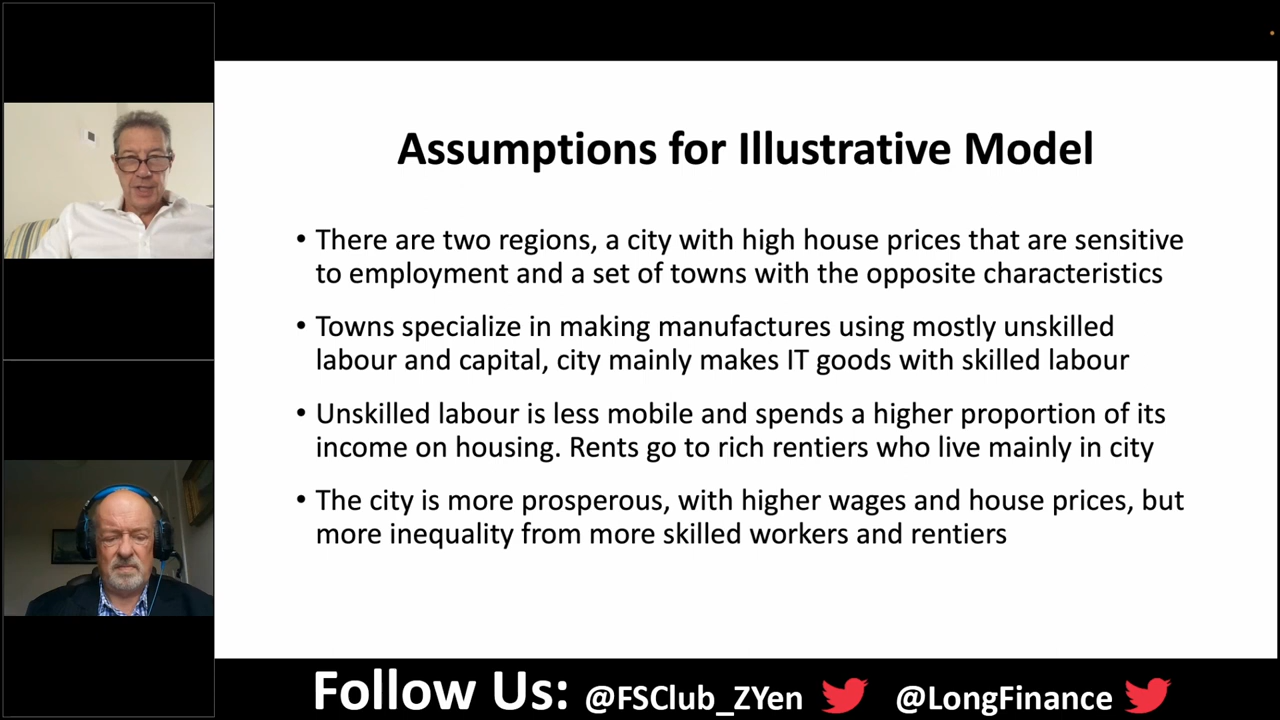 Assumptions for Illustrative Model
• There are two regions, a city with high house prices that are sensitive
to employment and a set of towns with the opposite characteristics
• Towns specialize in making manufactures using mostly unskilled
labour and capital, city mainly makes IT goods with skilled labour
• Unskilled labour is less mobile and spends a higher proportion of its
income on housing. Rents go to rich rentiers who live mainly in city
• The city is more prosperous, with higher wages and house prices, but
more inequality from more skilled workers and rentiers
Follow Us: @FSClub_ZYen @LongFinance